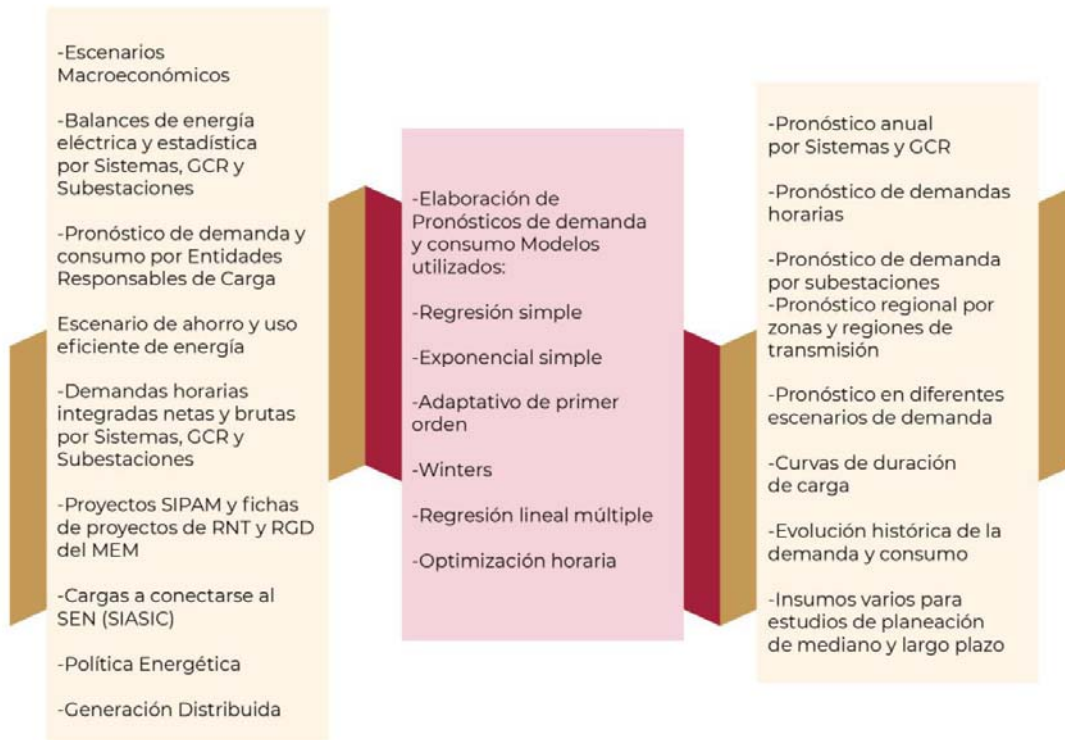 -Escenarios
Macroeconómicos
-Balances de energía
eléctrica y estadística
por Sistemas, GCR y
Subestaciones
-Pronóstico de demanda y
consumo por Entidades
Responsables de Carga
Escenario de ahorro y uso
eficiente de energía
-Demandas horarias
integradas netas y brutas
por Sistemas, GCR y
Subestaciones
-Proyectos SIPAM y fichas
de proyectos de RNT y RGD
del MEM
-Cargas a conectarse al
SEN (SIASIC)
-Política Energética
-Generación Distribuida
-Elaboración de
Pronósticos de demanda
y consumo Modelos
utilizados:
-Regresión simple
-Exponencial simple
-Adaptativo de primer
orden
-Winters
-Regresión lineal múltiple
-Optimización horaria
-Pronóstico anual
por Sistemas y GCR
-Pronóstico de demandas
horarias
-Pronóstico de demanda
por subestaciones
-Pronóstico regional por
zonas y regiones de
transmisión
-Pronóstico en diferentes
escenarios de demanda
-Curvas de duración
de carga
-Evolución histórica de la
demanda y consumo
-Insumos varios para
estudios de planeación
de mediano y largo plazo